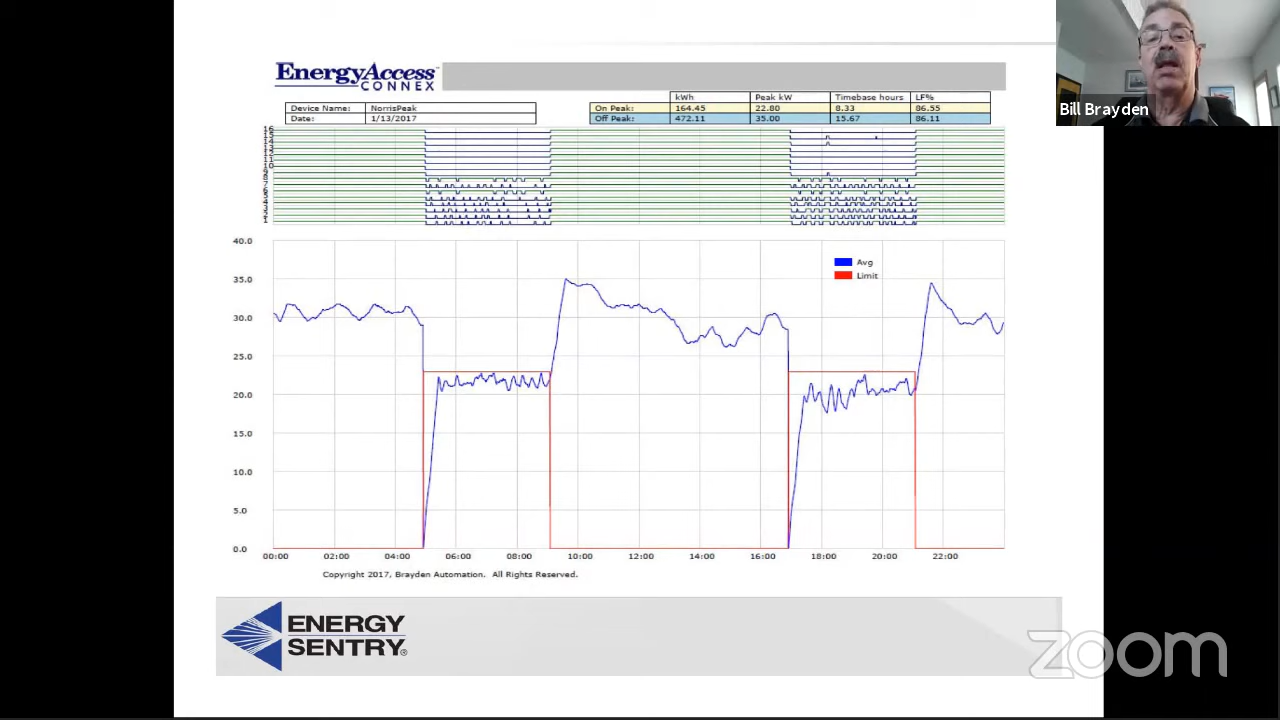 EnergyAccess
CONNEX
kWh Peak kW Timebase hours LF%
Device Name: NorrisPeak On Peak: 164.45 22.80 8.33 86.55
Date: 1/13/2017 Off Peak: 472.11 35.00 15.67 86.11
Bill Brayden
40.0
Avg
Limit
35.0
30.0
25.0
20.0
15.0
10.0
5.0
0.0
00:00 02:00 04:00 06:00 08:00 10:00 12:00 14:00 16:00 18:00 20:00 22:00
Copyright 2017, Brayden Automation. All Rights Reserved.
ENERGY
SENTRY®
zoom